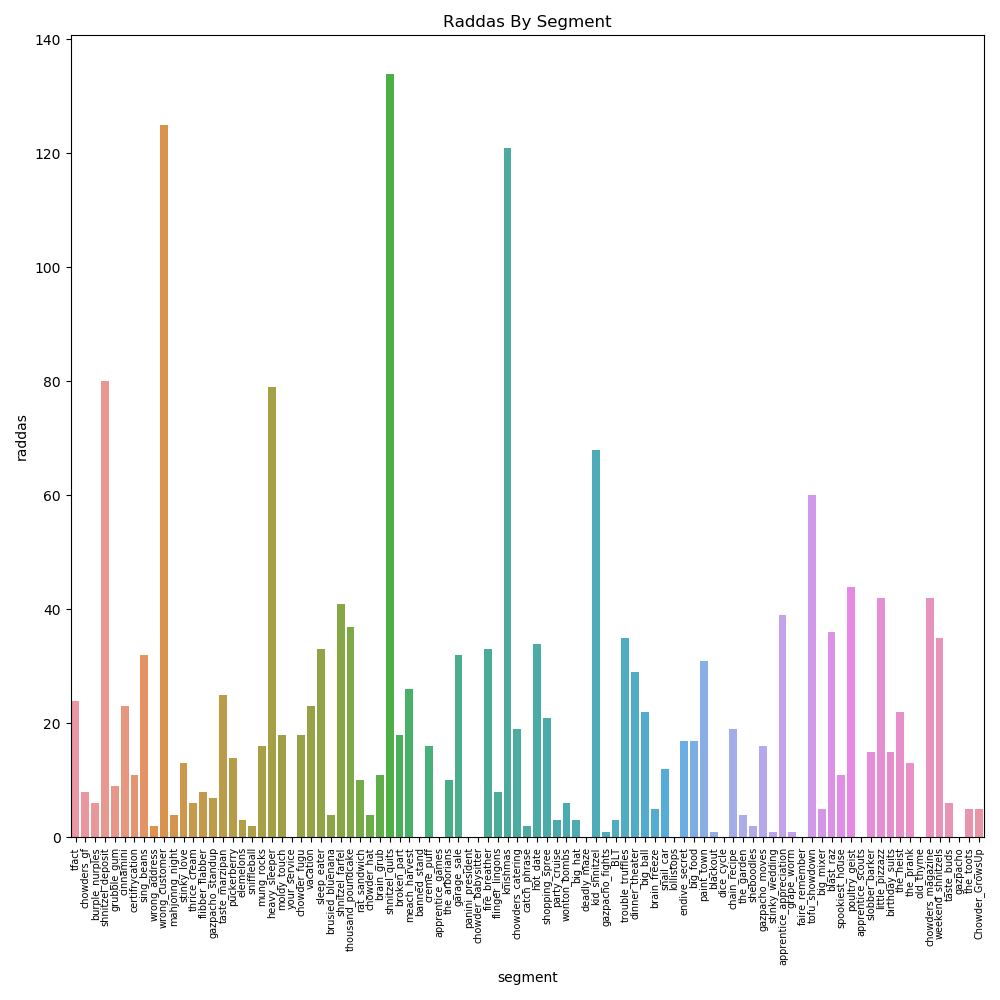 Raddas By Segment
raddas
140
120
100
80
60
40
20
0
tfact
chowders_gf
burple_nurples
shnitzel_deposit
grubble_gum
cinnamini
certifrycation
sing_beans
wrong_address
wrong_customer
mahjong_night
stinky_love
thrice_cream
flibber_flabber
gazpacho_standup
taste_marzipan
puckerberry
elemelons
sniffleball
mung_rocks
heavy_sleeper
moldy_touch
your_service
chowder_fugu
vacation
sleep_eater
brusied_bluenana
shnitzel_farfel
thousand_poundcake
rat_sandwich
chowder_hat
brain_grub
shnitzel_quits
broken_part
meach_harvest
banned_stand
creme_puff
apprentice_games
the_arborians
garage_sale
panini_president
chowder_babysitter
fire_breather
flinger_lingons
kinishmas
chowders_catering
catch_phrase
hot_date
shopping_spree
party_cruise
wonton_bombs
big_hat
deadly_maze
kid_shnitzel
gazpacho_fights
BLT
trouble_truffles
dinner_theater
big_ball
brain_freeze
snail_car
lollistops
endive_secret
big_food
paint_town
blackout
dice_cycle
chain_recipe
the_garden
sheboodles
gazpacho_moves
stinky_wedding
apprentice_appreciation
grape_worm
faire_remember
tofu_showdown
big_mixer
blast_raz
spookiest_house
poultry_geist
apprentice_scouts
slobber_barker
little_pizzazz
birthday_suits
the_heist
the_prank
old_thyme
chowders_magazine
weekend_shnitzels
taste_buds
gazpacho
the_toots
Chowder_GrowsUp
segment